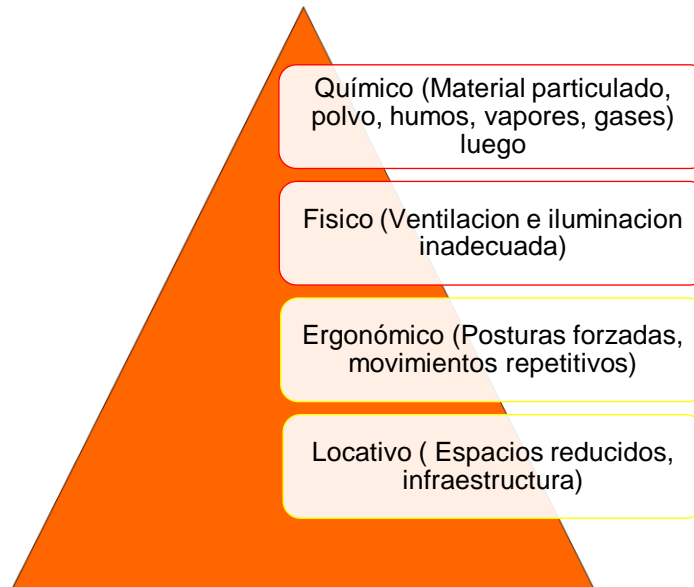 Químico (Material particulado,
polvo, humos, vapores, gases)
luego
Fisico (Ventilacion e iluminacion
inadecuada)
Ergonómico (Posturas forzadas,
movimientos repetitivos)
Locativo ( Espacios reducidos,
infraestructura)